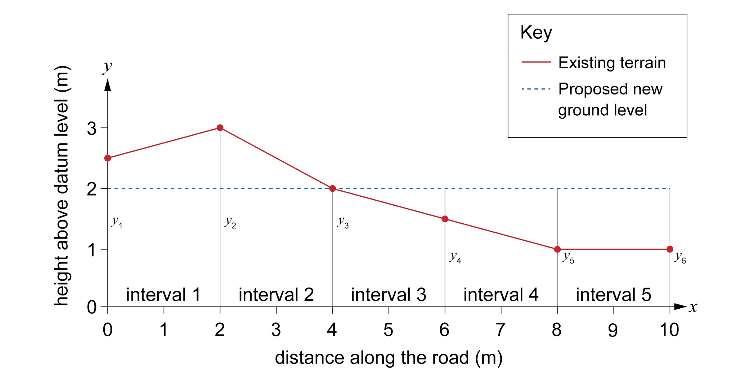 Key
Existing terrain
Proposed new
ground level
height above datum level (m)
y
3
2
1
0
y₁
y₂
y₃
y₄
y₅
y₆
interval 1
interval 2
interval 3
interval 4
interval 5
x
0 1 2 3 4 5 6 7 8 9 10
distance along the road (m)